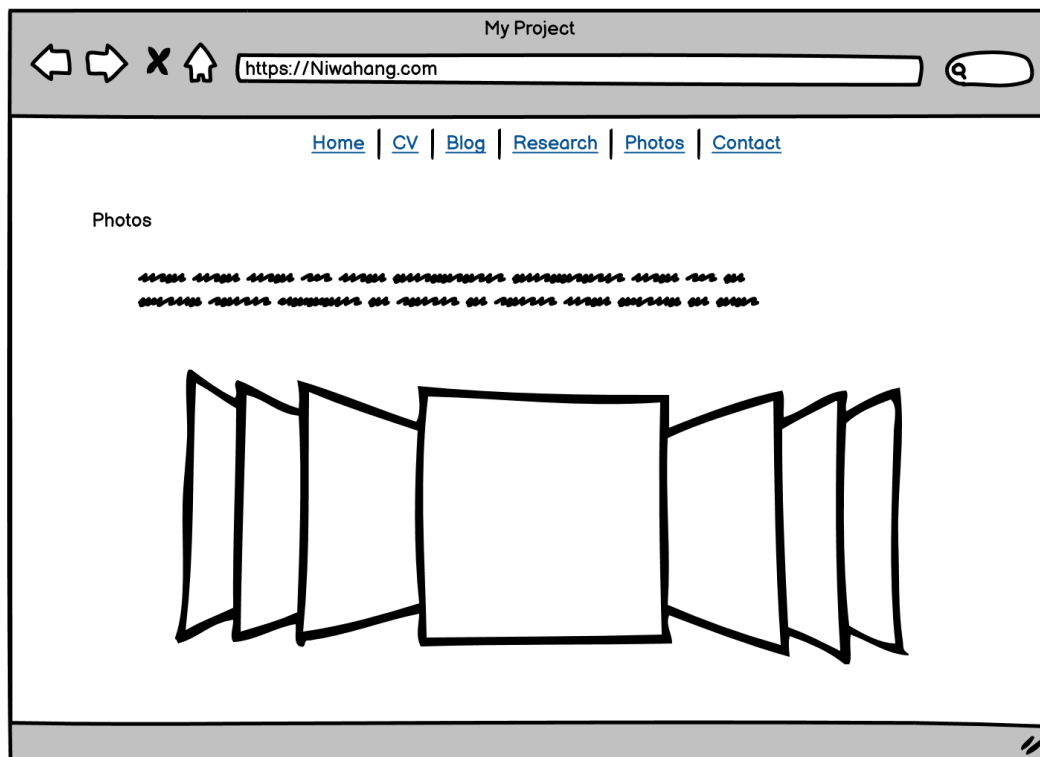 My Project
https://Niwahang.com
Home | CV | Blog | Research | Photos | Contact
Photos